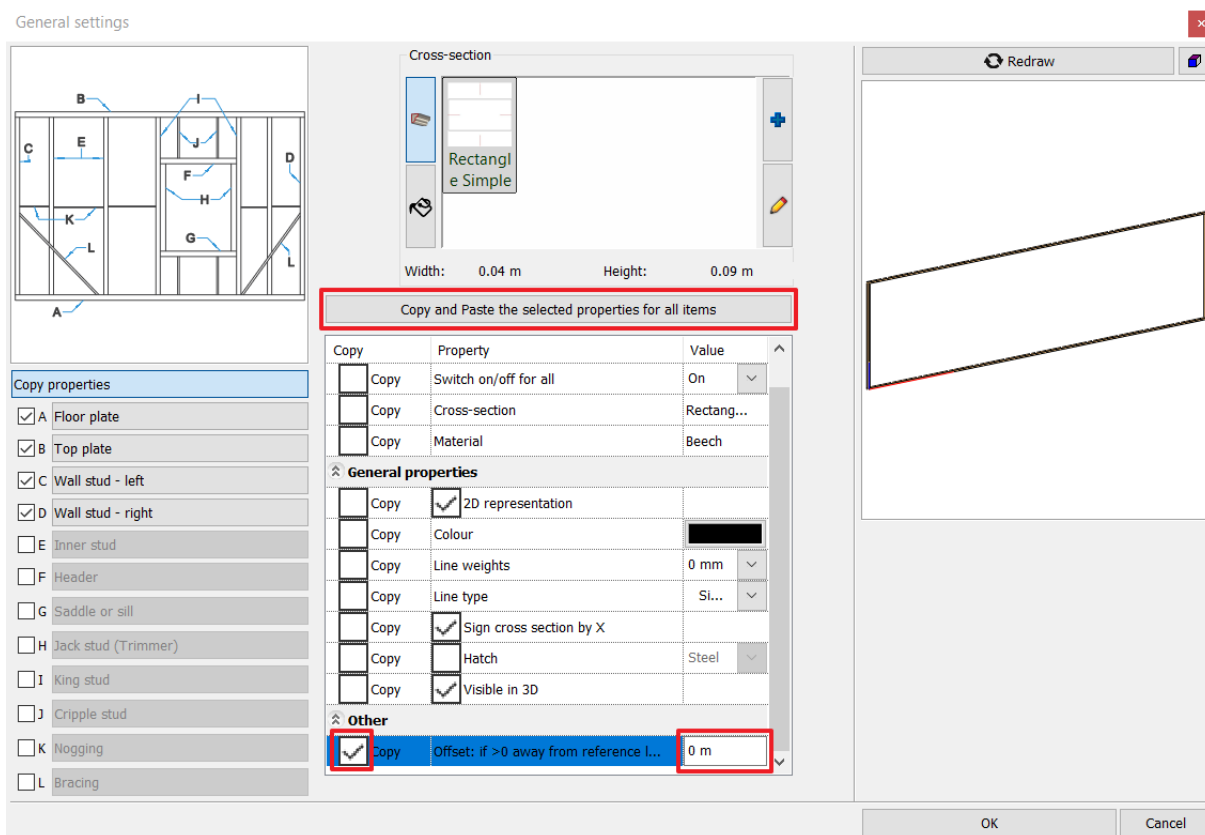 General settings
B
I
C
E
J
D
F
H
K
G
L
L
A
Copy properties
A Floor plate
B Top plate
C Wall stud - left
D Wall stud - right
E Inner stud
F Header
G Saddle or sill
H Jack stud (Trimmer)
I King stud
J Cripple stud
K Nogging
L Bracing
Cross-section
Rectangl
e Simple
Width: 0.04 m Height: 0.09 m
Copy and Paste the selected properties for all items
Copy Property Value
Copy Switch on/off for all On
Copy Cross-section Rectang...
Copy Material Beech
General properties
Copy 2D representation
Copy Colour
Copy Line weights 0 mm
Copy Line type Si...
Copy Sign cross section by X
Copy Hatch Steel
Copy Visible in 3D
Other
Copy Offset: if >0 away from reference l... 0 m
Redraw
OK Cancel